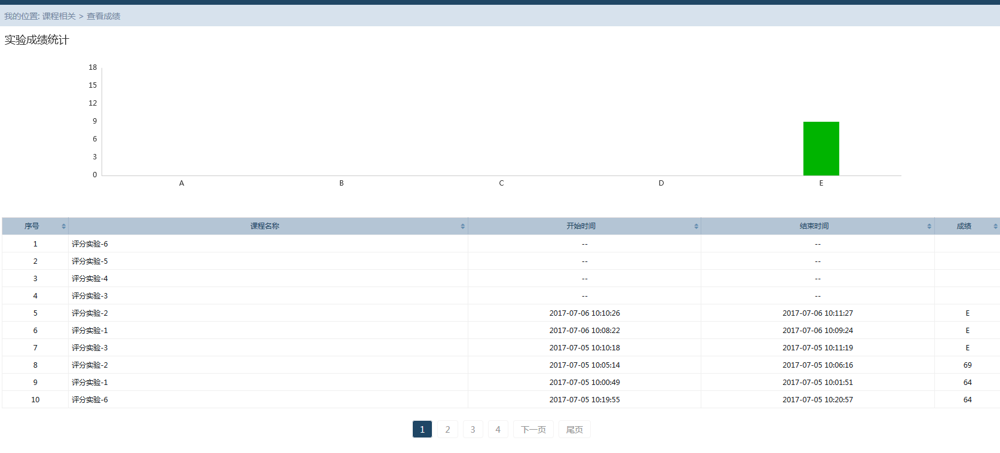 我的位置: 课程相关 > 查看成绩
实验成绩统计
18
15
12
9
6
3
0
A B C D E
序号 课程名称 开始时间 结束时间 成绩
1 评分实验-6 -- --
2 评分实验-5 -- --
3 评分实验-4 -- --
4 评分实验-3 -- --
5 评分实验-2 2017-07-06 10:10:26 2017-07-06 10:11:27 E
6 评分实验-1 2017-07-06 10:08:22 2017-07-06 10:09:24 E
7 评分实验-3 2017-07-05 10:10:18 2017-07-05 10:11:19 E
8 评分实验-2 2017-07-05 10:05:14 2017-07-05 10:06:16 69
9 评分实验-1 2017-07-05 10:00:49 2017-07-05 10:01:51 64
10 评分实验-6 2017-07-05 10:19:55 2017-07-05 10:20:57 64
1 2 3 4 下一页 尾页